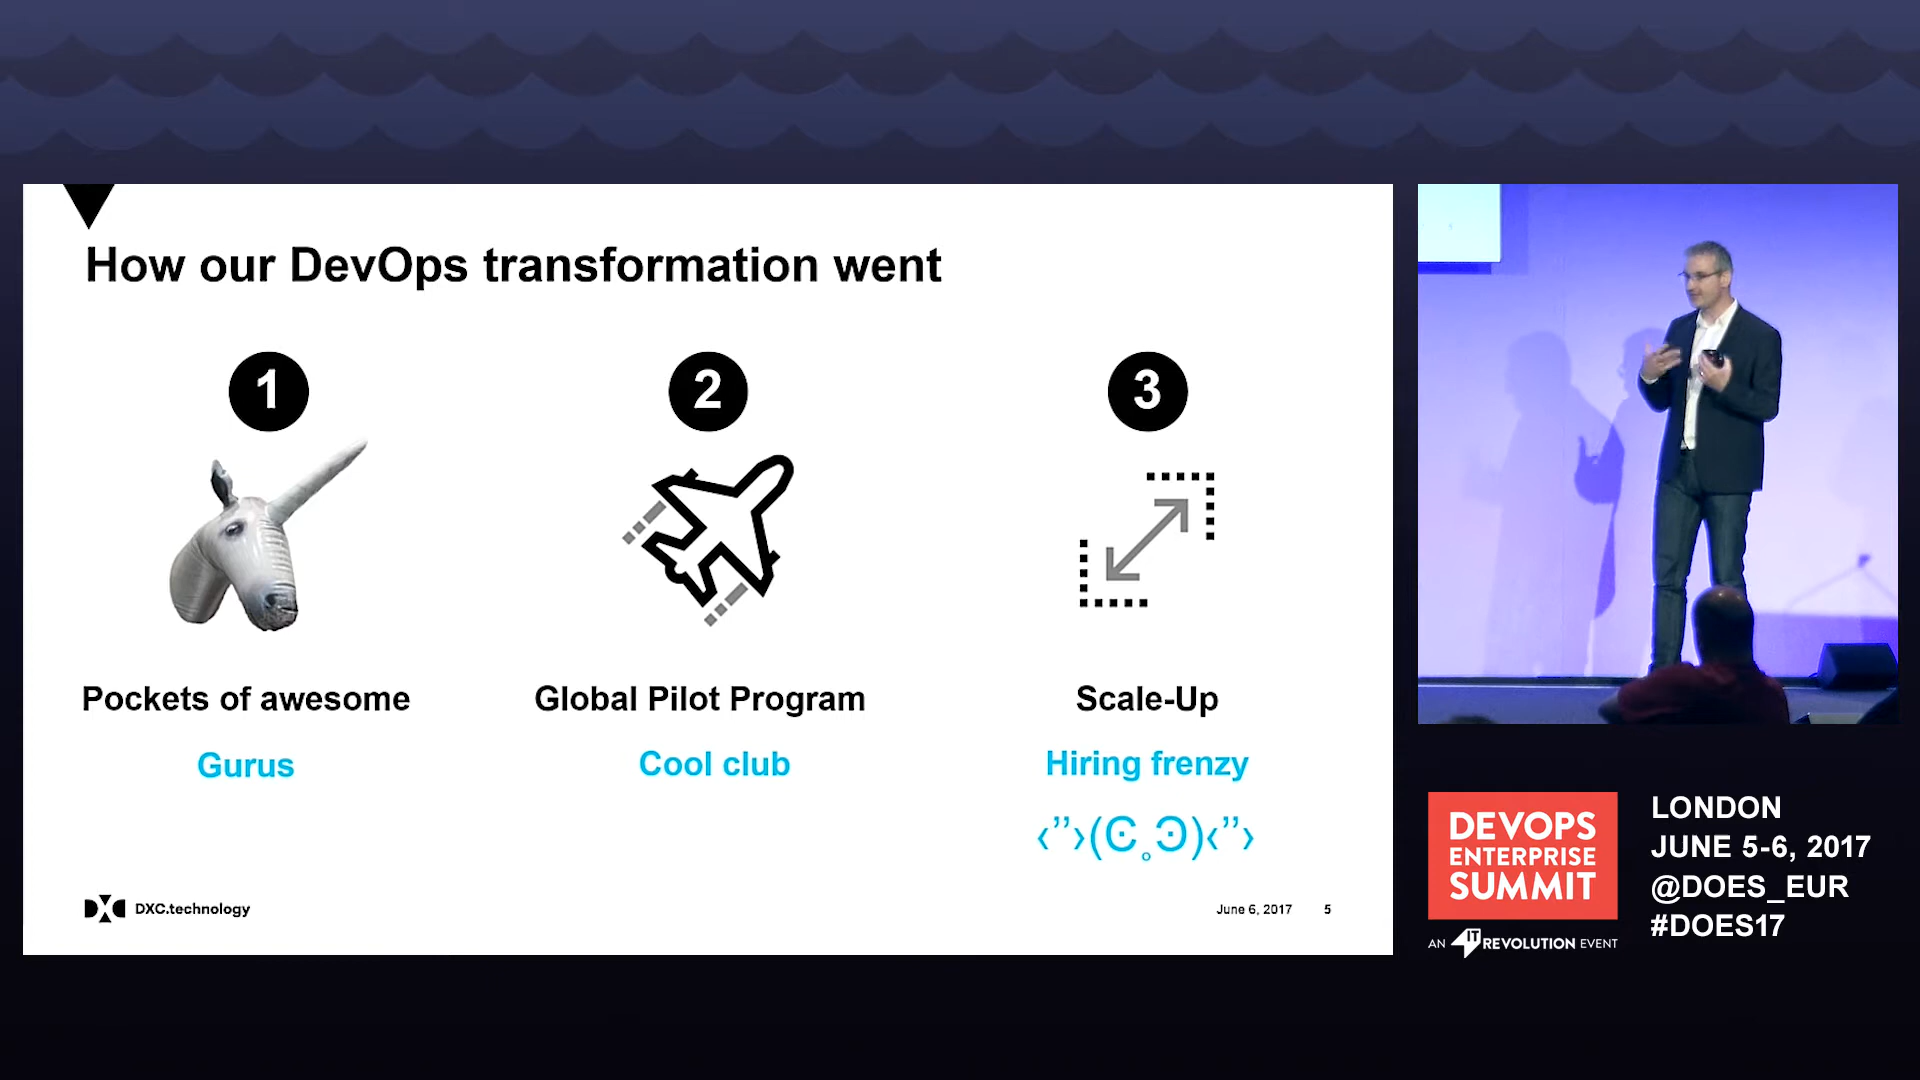 How our DevOps transformation went
1
2
3
Pockets of awesome
Global Pilot Program
Scale-Up
Gurus
Cool club
Hiring frenzy
‹”›(Ͼ˳Ͽ)‹”›
DXC.technology
June 6, 2017
5
DEVOPS
ENTERPRISE
SUMMIT
AN IT REVOLUTION EVENT
LONDON
JUNE 5-6, 2017
@DOES_EUR
#DOES17